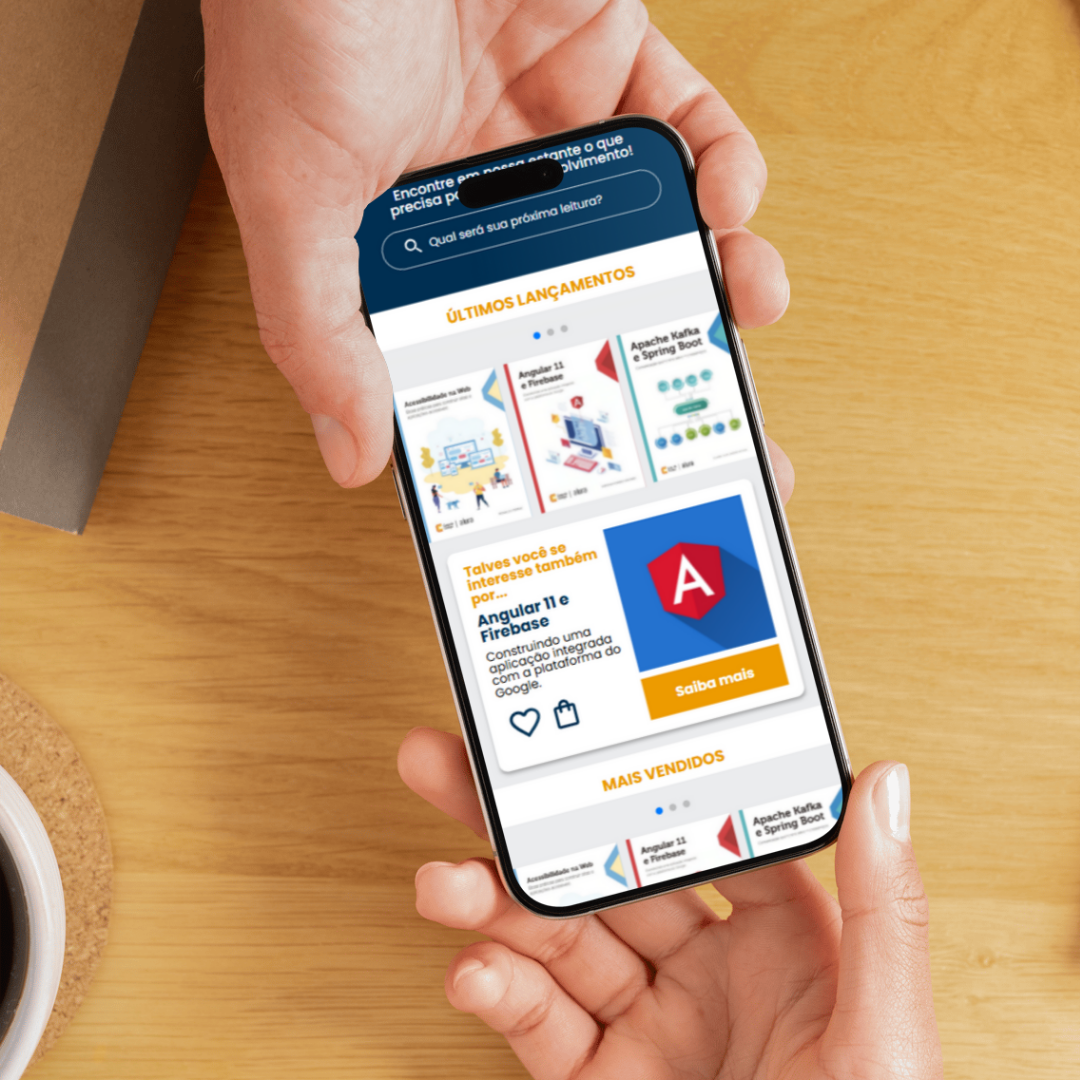 Encontre em nossa estante o que
precisa olvimento!
Qual será sua próxima leitura?
ÚLTIMOS LANÇAMENTOS
Acessibilidade na Web
Angular 11
e Firebase
Apache Kafka
e Spring Boot
Talves você se
interesse também
por...
Angular 11 e
Firebase
Construindo uma
aplicação integrada
com a plataforma do
Google.
A
Saiba mais
MAIS VENDIDOS
Acessibilidade na Web
Angular 11
e Firebase
Apache Kafka
e Spring Boot